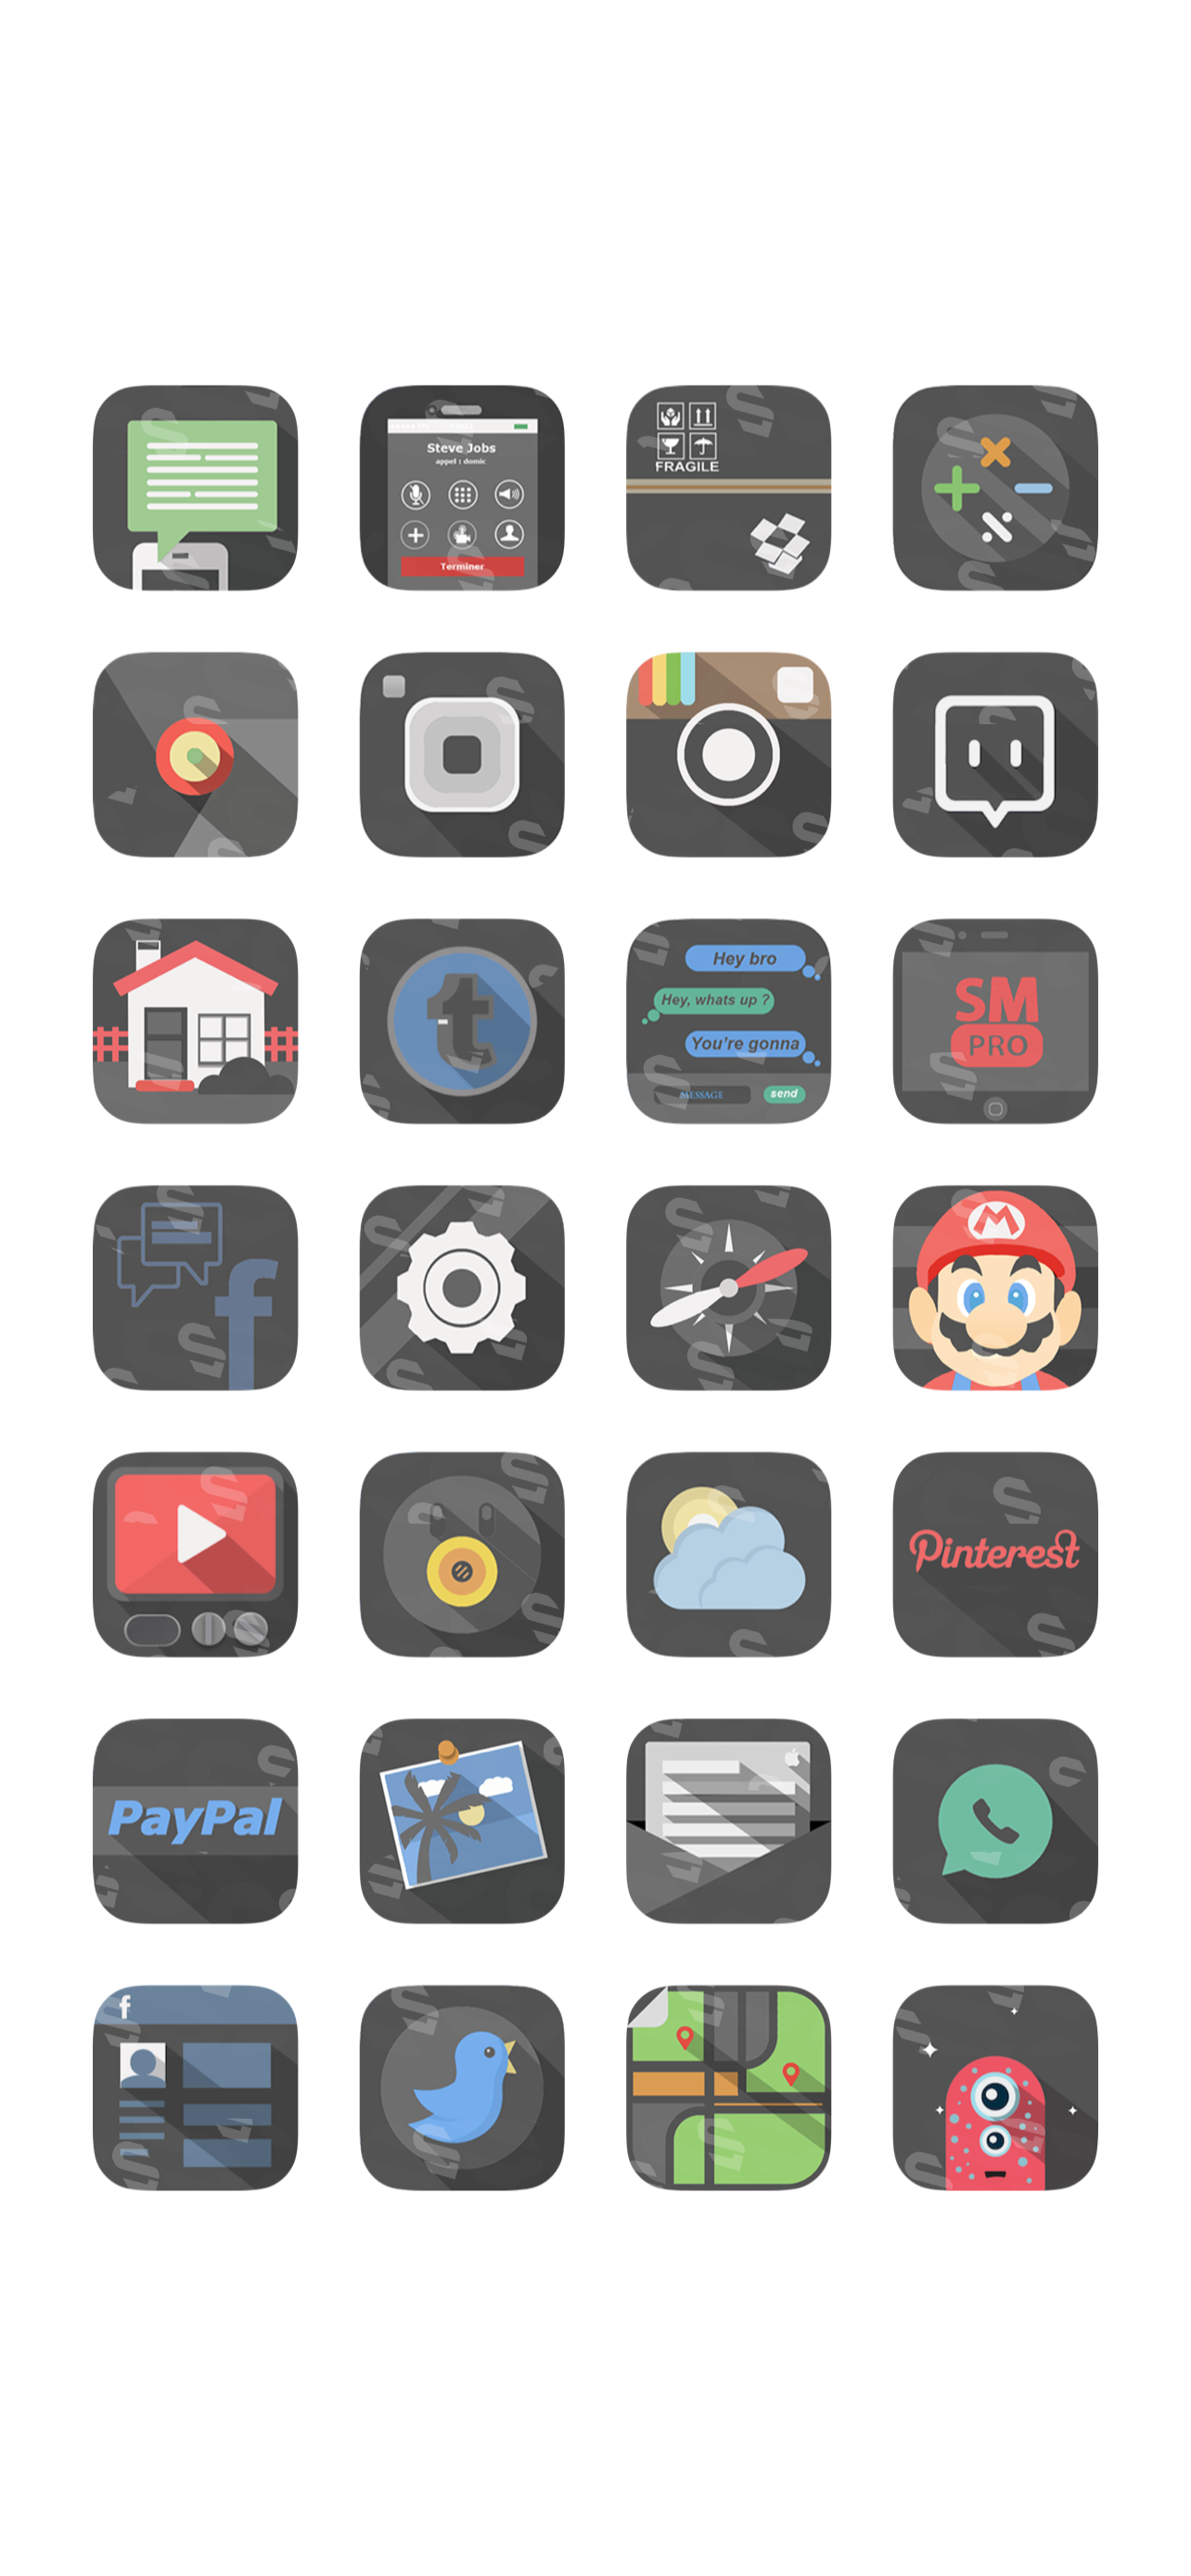 Steve Jobs
appel : domic
Terminer
FRAGILE
t
Hey bro
Hey, whats up ?
You're gonna
MESSAGE
send
SM
PRO
f
M
Pinterest
PayPal
f